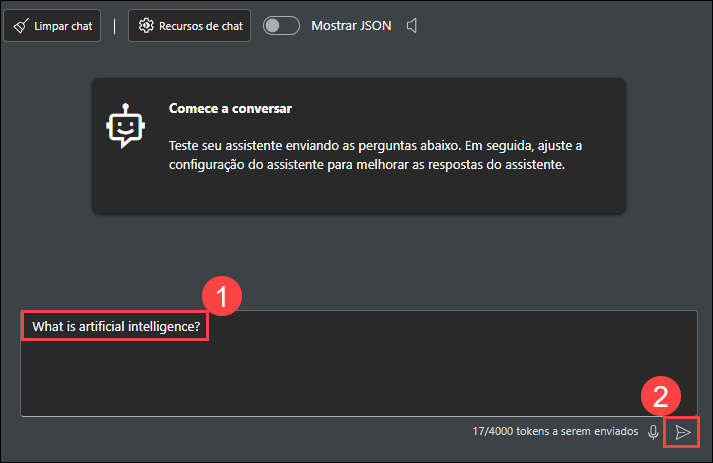 Limpar chat | Recursos de chat Mostrar JSON
Comece a conversar
Teste seu assistente enviando as perguntas abaixo. Em seguida, ajuste a
configuração do assistente para melhorar as respostas do assistente.
1
What is artificial intelligence?
2
17/4000 tokens a serem enviados